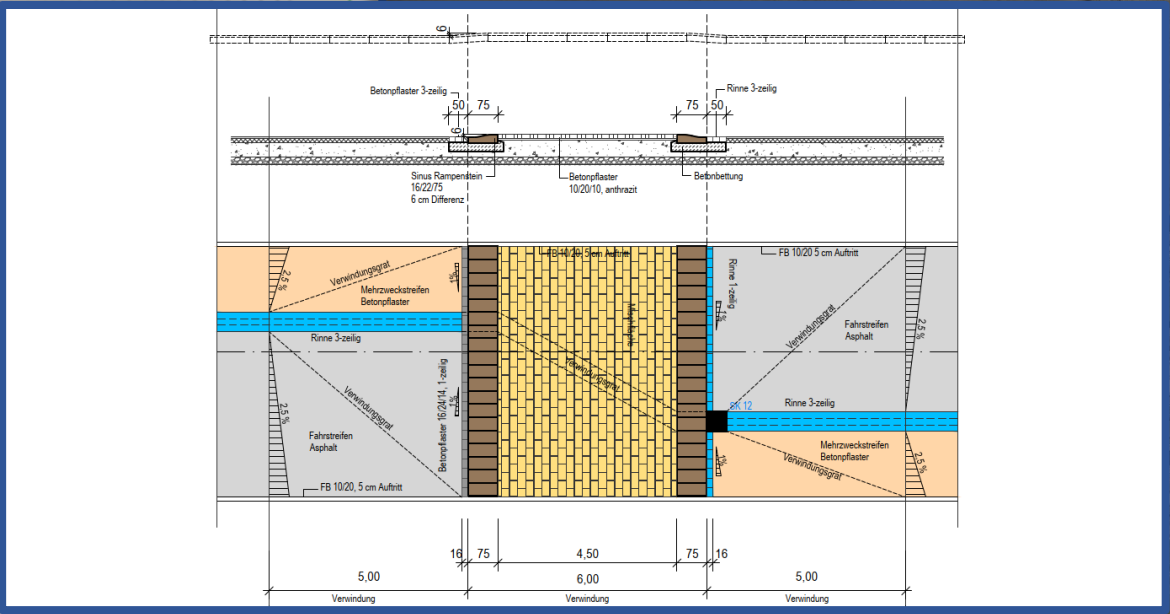 6
Betonpflaster 3-zeilig
Rinne 3-zeilig
50
75
75
50
6
Sinus Rampenstein
16/22/75
6 cm Differenz
Betonpflaster
10/20/10, anthrazit
Betonbettung
FB 10/20, 5 cm Auftritt
FB 10/20 5 cm Auftritt
2,5 %
Verwindungsgrat
Mehrzweckstreifen
Betonpflaster
1%
Rinne 1-zeilig
1%
Verwindungsgrat
Fahrstreifen
Asphalt
2,5 %
Rinne 3-zeilig
Verwindungsgrat
Verwindungsgrat
Betonpflaster 16/24/14, 1-zeilig
1%
2,5 %
Fahrstreifen
Asphalt
FB 10/20, 5 cm Auftritt
SK 12
Rinne 3-zeilig
1%
Verwindungsgrat
Mehrzweckstreifen
Betonpflaster
2,5 %
16
75
4,50
75
16
5,00
6,00
5,00
Verwindung
Verwindung
Verwindung